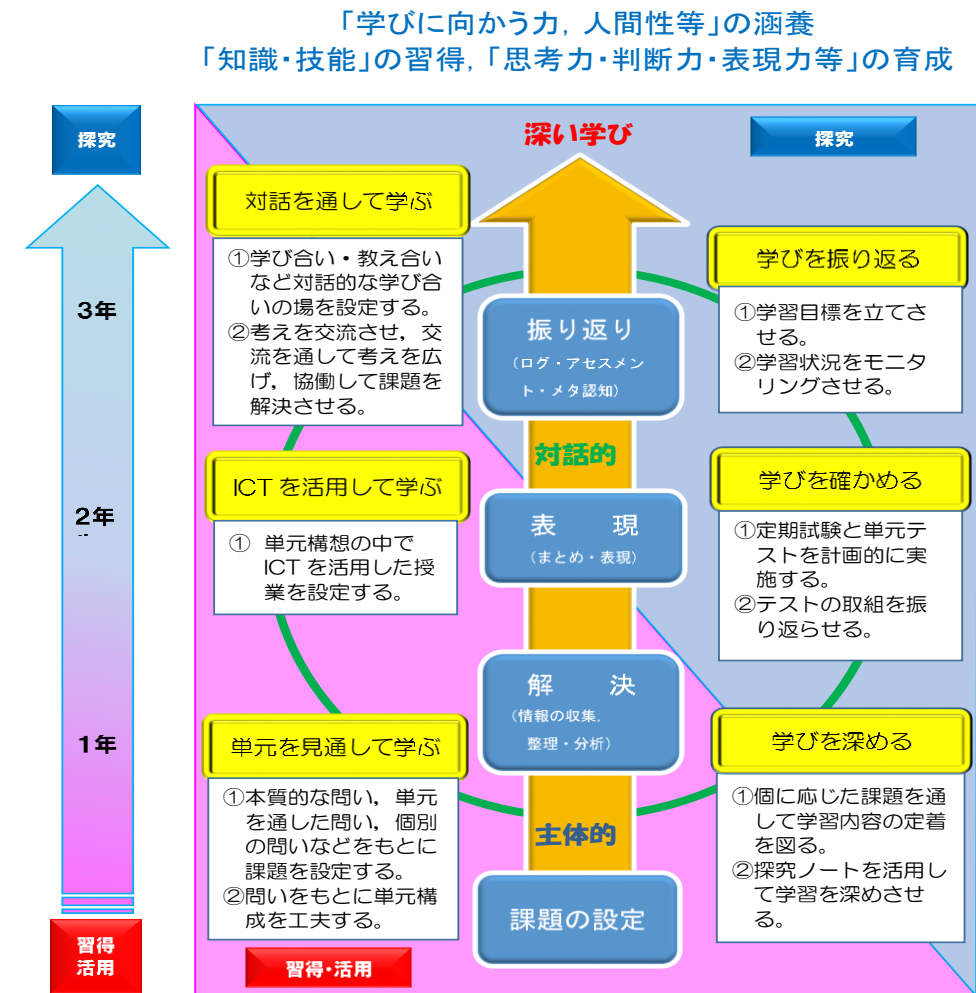 「学びに向かう力，人間性等」の涵養
「知識・技能」の習得，「思考力・判断力・表現力等」の育成
探究
3年
2年
1年
習得
活用
深い学び
探究
対話を通して学ぶ
①学び合い・教え合い
など対話的な学び合
いの場を設定する。
②考えを交流させ，交
流を通して考えを広
げ，協働して課題を
解決させる。
ICTを活用して学ぶ
① 単元構想の中で
ICTを活用した授
業を設定する。
単元を見通して学ぶ
①本質的な問い，単元
を通した問い，個別
の問いなどをもとに
課題を設定する。
②問いをもとに単元構
成を工夫する。
習得・活用
振り返り
（ログ・アセスメン
ト・メタ認知）
対話的
表　現
（まとめ・表現）
解　決
（情報の収集，
整理・分析）
主体的
課題の設定
学びを振り返る
①学習目標を立てさ
せる。
②学習状況をモニタ
リングさせる。
学びを確かめる
①定期試験と単元テ
ストを計画的に実
施する。
②テストの取組を振
り返らせる。
学びを深める
①個に応じた課題を通
して学習内容の定着
を図る。
②探究ノートを活用し
て学習を深めさせ
る。